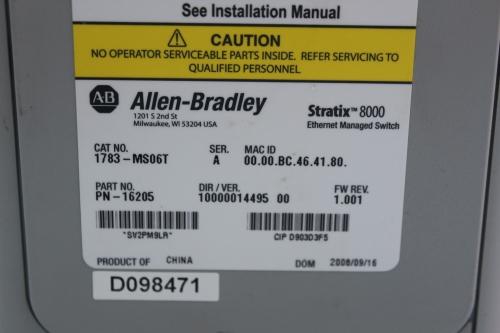 See Installation Manual
CAUTION
NO OPERATOR SERVICEABLE PARTS INSIDE. REFER SERVICING TO
QUALIFIED PERSONNEL
AB Allen-Bradley
1201 S 2nd St
Milwaukee, WI 53204 USA
Stratix™ 8000
Ethernet Managed Switch
CAT NO. SER. MAC ID
1783-MS06T A 00.00.BC.46.41.80.
PART NO. DIR / VER. FW REV.
PN-16205 10000014495 00 1.001
"SV2PM9LR" CIP D903D3F5
PRODUCT OF CHINA DOM 2008/09/16
D098471